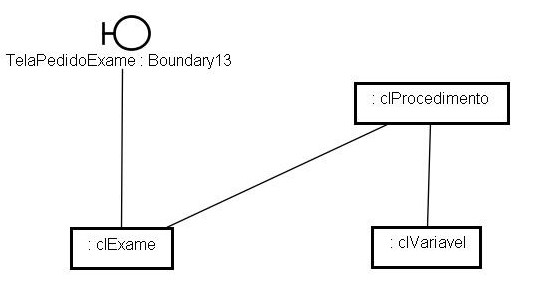 TelaPedidoExame : Boundary13
: clProcedimento
: clExame
: clVariavel